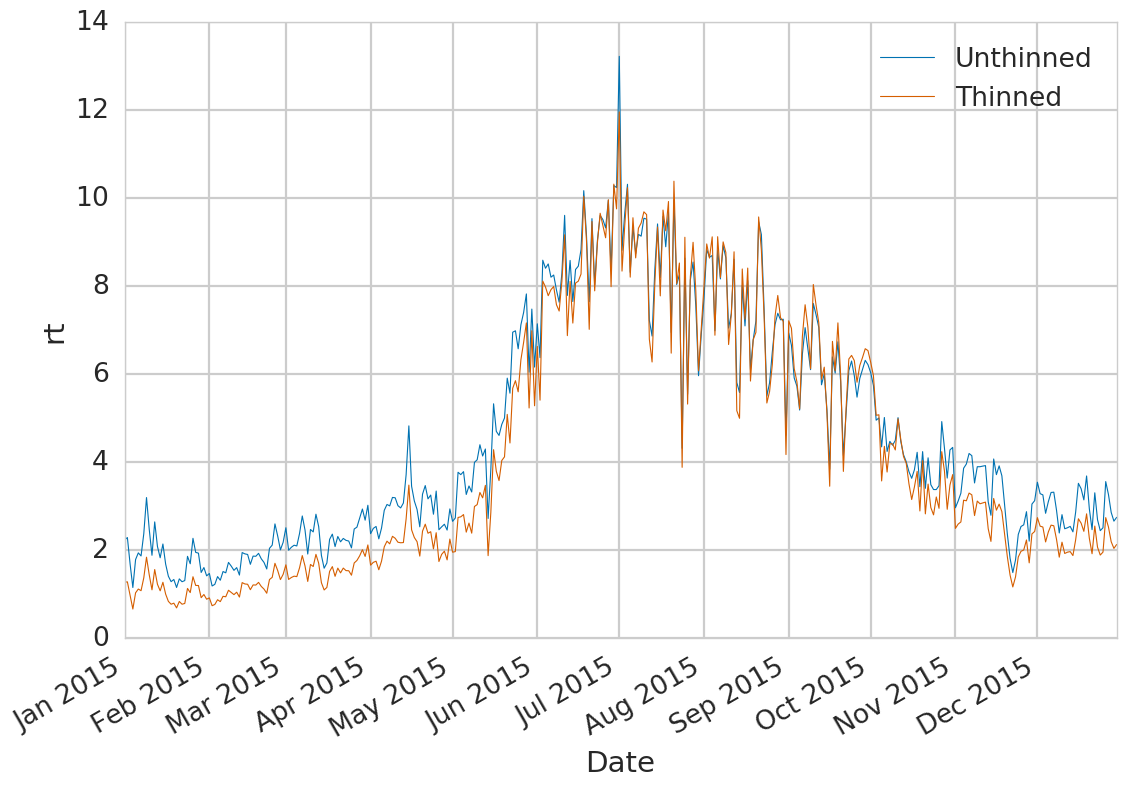 14
12
10
8
6
4
2
0
rt
Unthinned
Thinned
Jan 2015
Feb 2015
Mar 2015
Apr 2015
May 2015
Jun 2015
Jul 2015
Aug 2015
Sep 2015
Oct 2015
Nov 2015
Dec 2015
Date